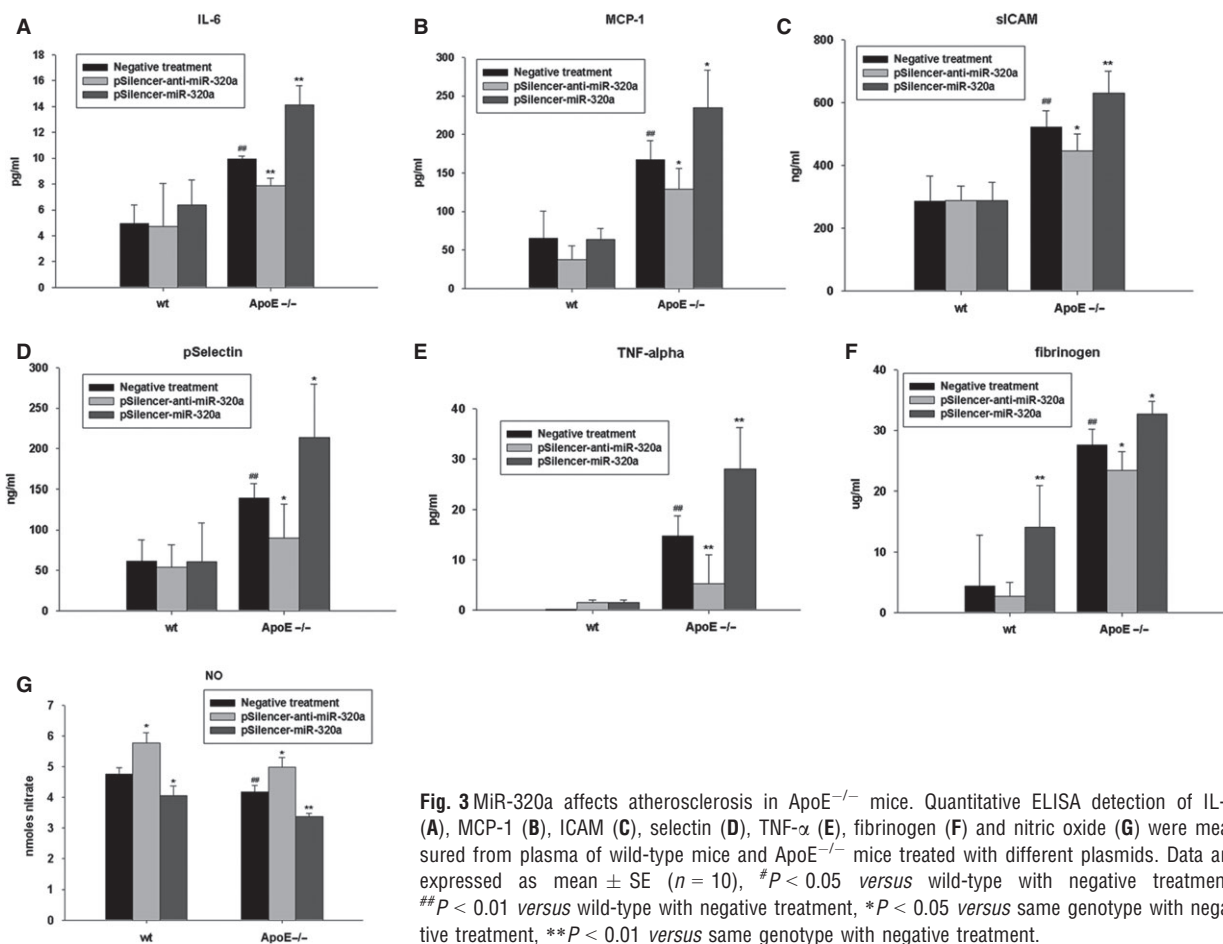 A
IL-6
Negative treatment
pSilencer-anti-miR-320a
pSilencer-miR-320a
18
16
14
12
10
8
6
4
2
0
pg/ml
##
**
**
wt
ApoE –/–
B
MCP-1
Negative treatment
pSilencer-anti-miR-320a
pSilencer-miR-320a
300
250
200
150
100
50
0
pg/ml
##
*
*
wt
ApoE –/–
C
sICAM
Negative treatment
pSilencer-anti-miR-320a
pSilencer-miR-320a
800
600
400
200
0
ng/ml
##
*
**
wt
ApoE –/–
D
pSelectin
Negative treatment
pSilencer-anti-miR-320a
pSilencer-miR-320a
300
250
200
150
100
50
0
ng/ml
##
*
*
wt
ApoE –/–
E
TNF-alpha
Negative treatment
pSilencer-anti-miR-320a
pSilencer-miR-320a
40
30
20
10
0
pg/ml
##
**
**
wt
ApoE –/–
F
fibrinogen
Negative treatment
pSilencer-anti-miR-320a
pSilencer-miR-320a
40
30
20
10
0
ug/ml
**
##
*
*
wt
ApoE –/–
G
NO
Negative treatment
pSilencer-anti-miR-320a
pSilencer-miR-320a
7
6
5
4
3
2
1
0
nmoles nitrate
*
*
##
*
**
wt
ApoE –/–
Fig. 3 MiR-320a affects atherosclerosis in ApoE−/− mice. Quantitative ELISA detection of IL-
(A), MCP-1 (B), ICAM (C), selectin (D), TNF-α (E), fibrinogen (F) and nitric oxide (G) were mea
sured from plasma of wild-type mice and ApoE−/− mice treated with different plasmids. Data ar
expressed as mean ± SE (n = 10), #P < 0.05 versus wild-type with negative treatmen
##P < 0.01 versus wild-type with negative treatment, *P < 0.05 versus same genotype with nega
tive treatment, **P < 0.01 versus same genotype with negative treatment.